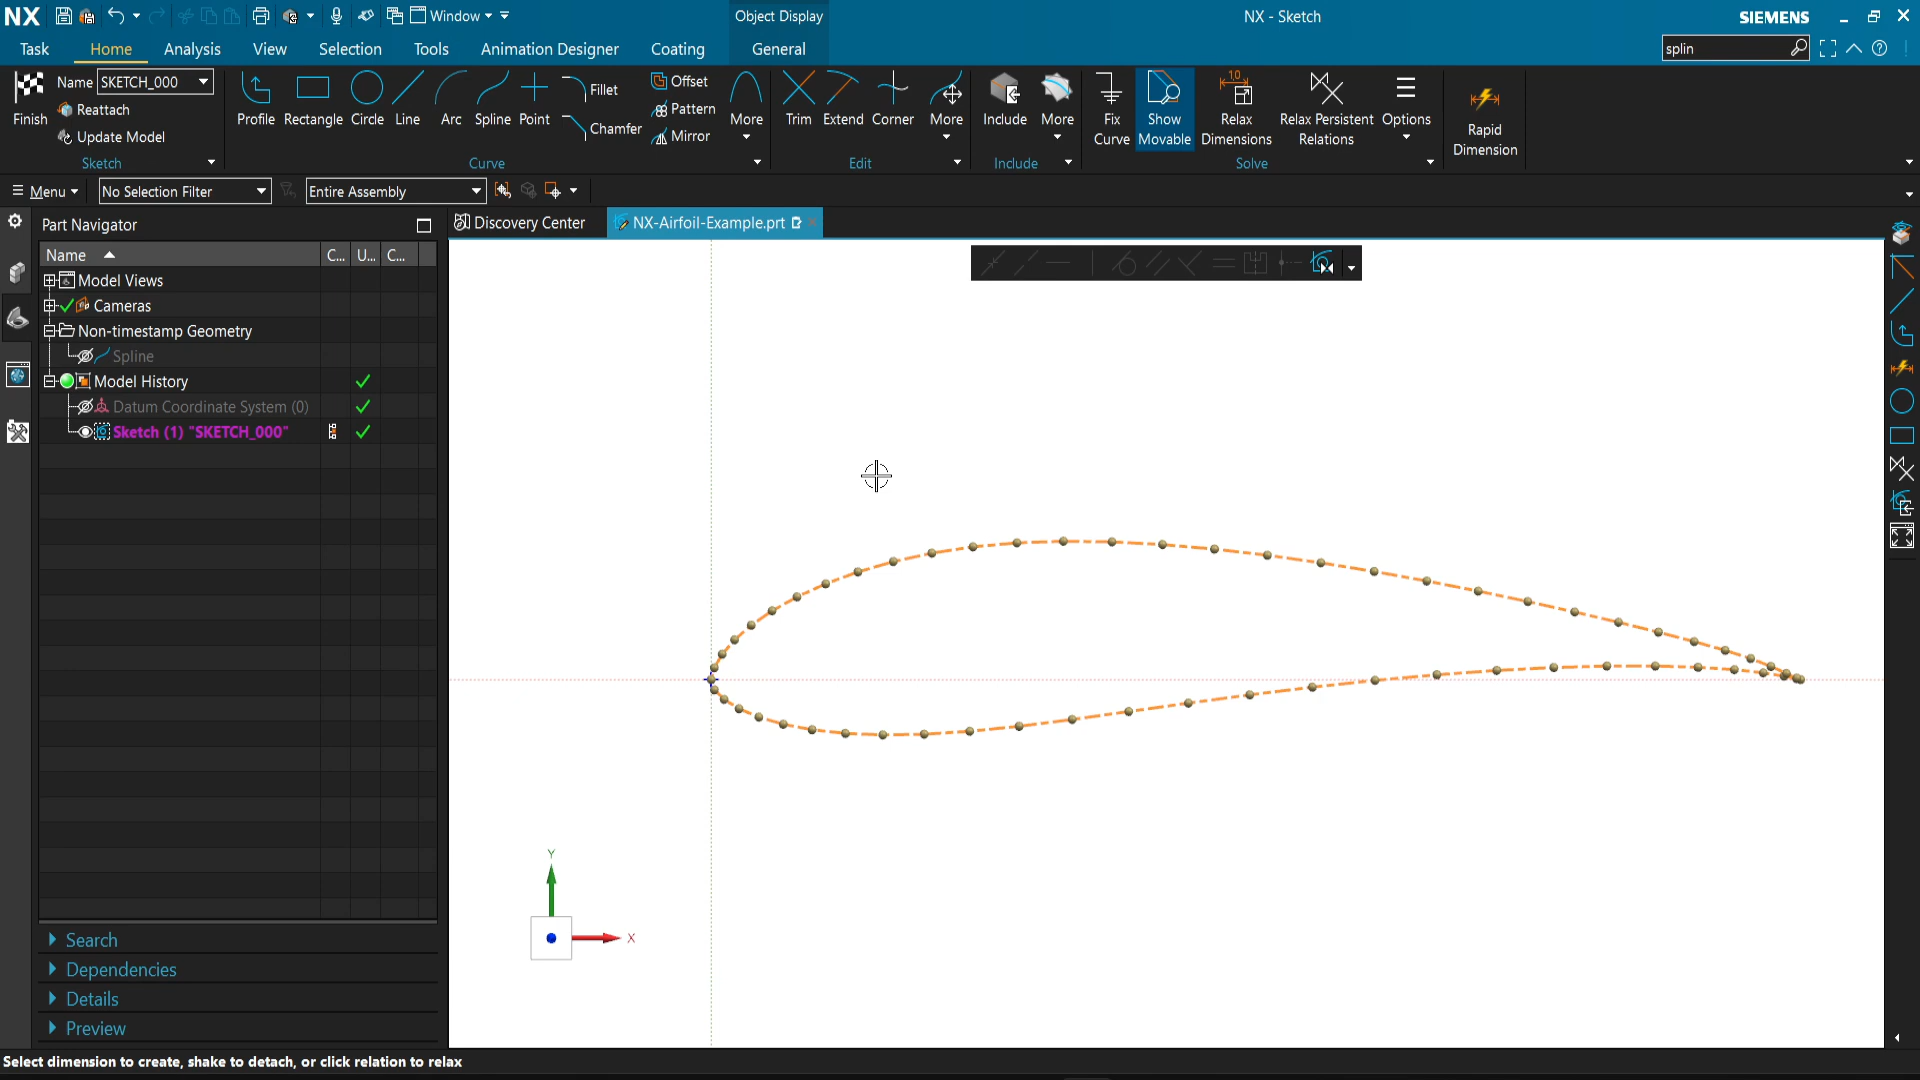 NX Window Object Display NX - Sketch SIEMENS
Task Home Analysis View Selection Tools Animation Designer Coating General splin
Finish Name SKETCH_000
Reattach
Update Model
Sketch
Profile Rectangle Circle Line Arc Spline Point Fillet Chamfer Offset Pattern Mirror More
Curve
Trim Extend Corner More
Edit
Include More
Include
Fix Curve Show Movable 1.0 Relax Dimensions Relax Persistent Relations Options
Solve
Rapid Dimension
Menu No Selection Filter Entire Assembly
Part Navigator
Discovery Center NX-Airfoil-Example.prt
Name C... U... C...
Model Views
Cameras
Non-timestamp Geometry
Spline
Model History
Datum Coordinate System (0)
Sketch (1) "SKETCH_000"
Y
X
Search
Dependencies
Details
Preview
Select dimension to create, shake to detach, or click relation to relax